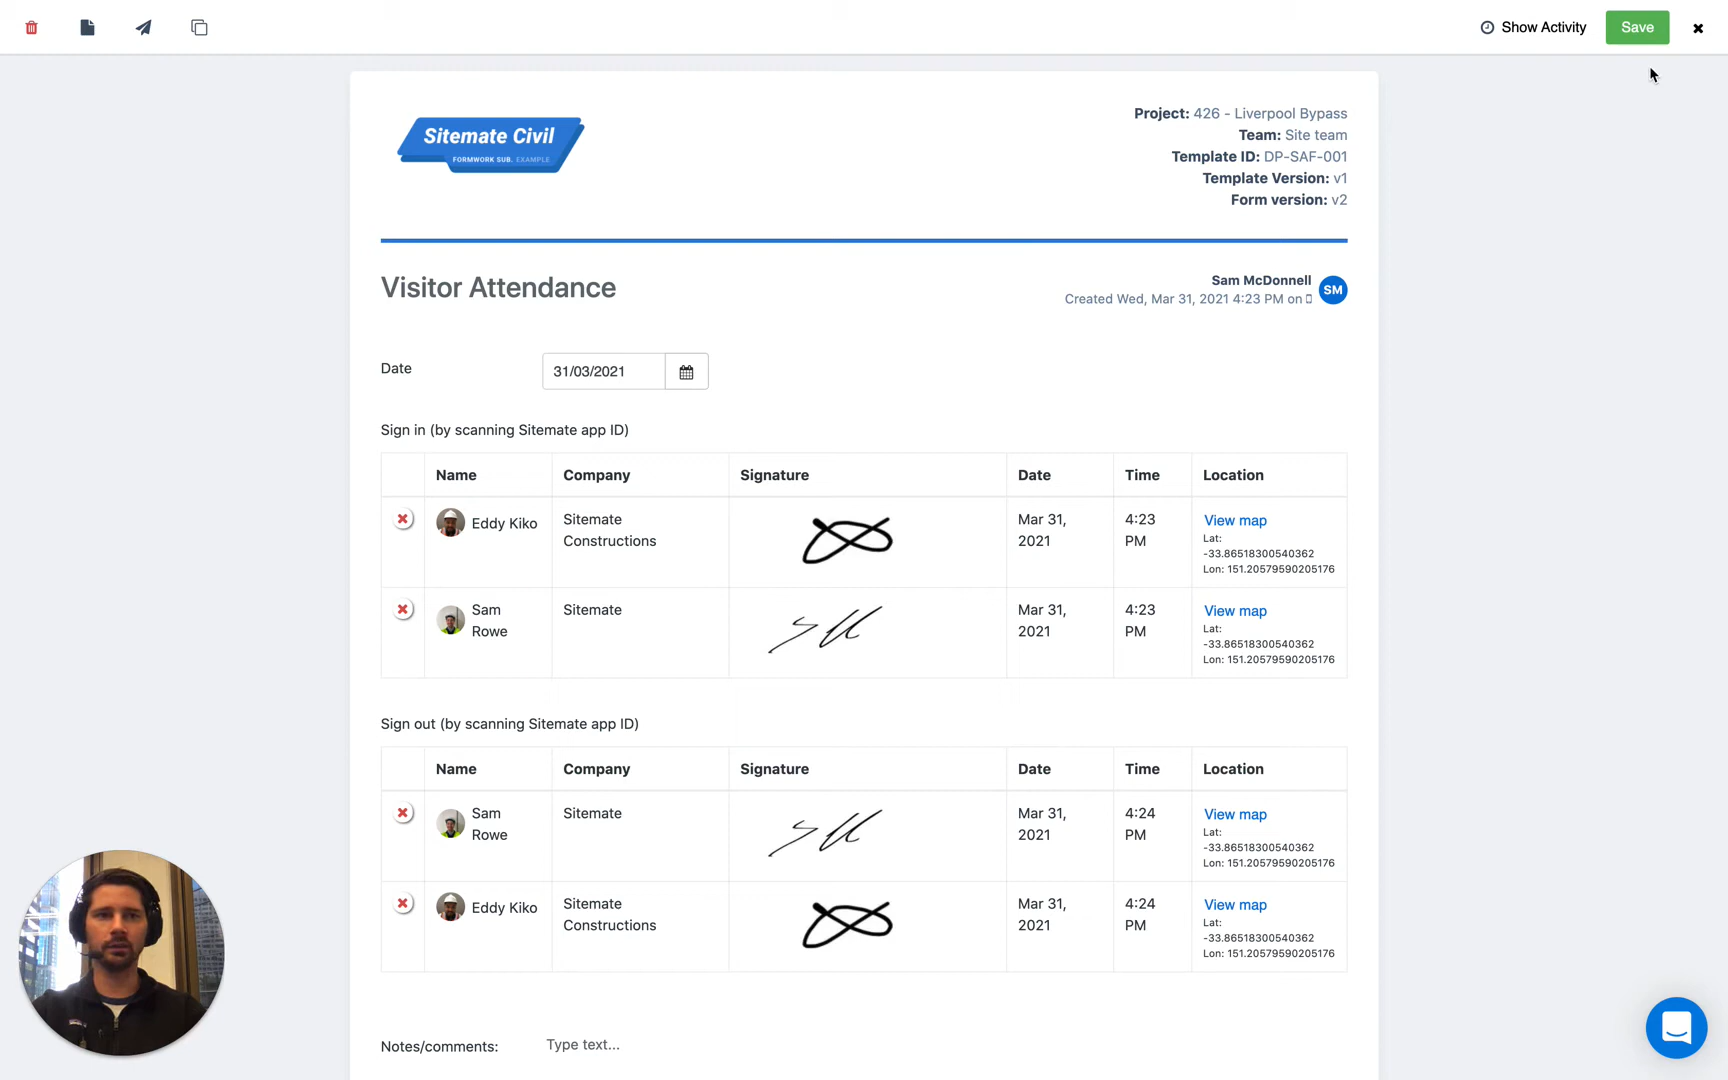 Show Activity
Save
Sitemate Civil
FORMWORK SUB. EXAMPLE
Project: 426 - Liverpool Bypass
Team: Site team
Template ID: DP-SAF-001
Template Version: v1
Form version: v2
Visitor Attendance
Sam McDonnell
Created Wed, Mar 31, 2021 4:23 PM on
SM
Date
31/03/2021
Sign in (by scanning Sitemate app ID)
Name Company Signature Date Time Location
Eddy Kiko
Sitemate
Constructions
Mar 31,
2021
4:23
PM
View map
Lat:
-33.86518300540362
Lon: 151.20579590205176
Sam
Rowe
Sitemate
Mar 31,
2021
4:23
PM
View map
Lat:
-33.86518300540362
Lon: 151.20579590205176
Sign out (by scanning Sitemate app ID)
Name Company Signature Date Time Location
Sam
Rowe
Sitemate
Mar 31,
2021
4:24
PM
View map
Lat:
-33.86518300540362
Lon: 151.20579590205176
Eddy Kiko
Sitemate
Constructions
Mar 31,
2021
4:24
PM
View map
Lat:
-33.86518300540362
Lon: 151.20579590205176
Notes/comments:
Type text...